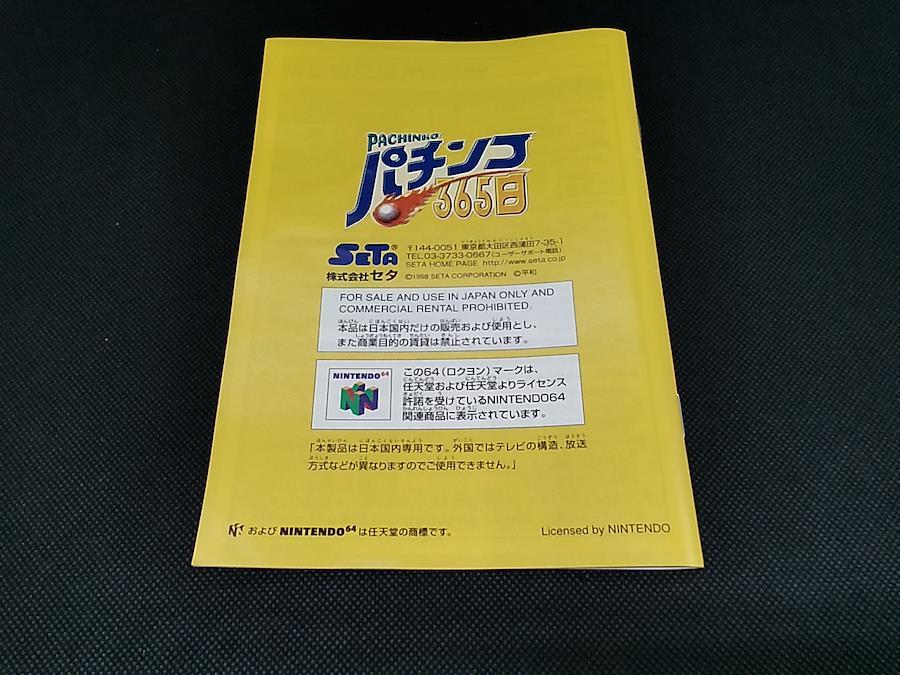 PACHINKO
パチンコ
365日
SETA®
株式会社セタ
〒144-0051 東京都大田区西蒲田7-35-1
TEL.03-3733-0667(ユーザーサポート電話)
SETA HOME PAGE http://www.seta.co.jp
©1998 SETA CORPORATION ©平和
FOR SALE AND USE IN JAPAN ONLY AND
COMMERCIAL RENTAL PROHIBITED.
本品は日本国内だけの販売および使用とし、
また商業目的の賃貸は禁止されています。
NINTENDO64
この64(ロクヨン)マークは、
任天堂および任天堂よりライセンス
許諾を受けているNINTENDO64
関連商品に表示されています。
「本製品は日本国内専用です。外国ではテレビの構造、放送
方式などが異なりますのでご使用できません。」
および NINTENDO64 は任天堂の商標です。
Licensed by NINTENDO